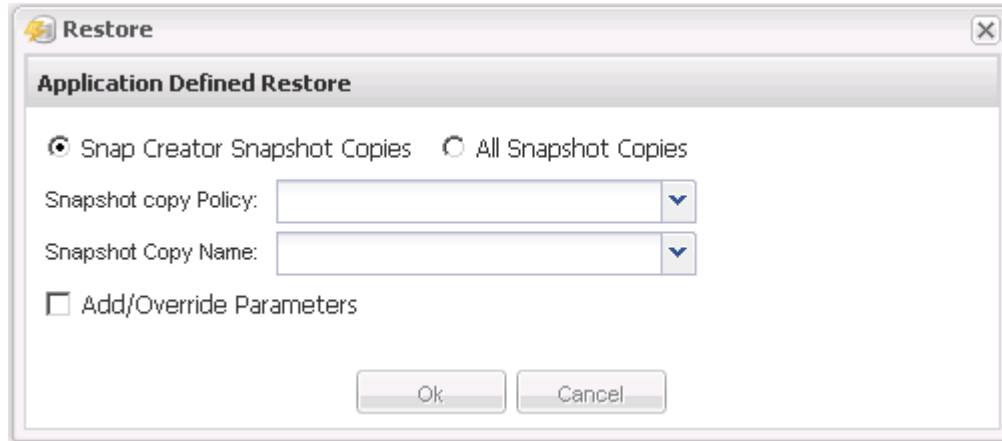 Restore
Application Defined Restore
Snap Creator Snapshot Copies All Snapshot Copies
Snapshot copy Policy:
Snapshot Copy Name:
Add/Override Parameters
Ok Cancel